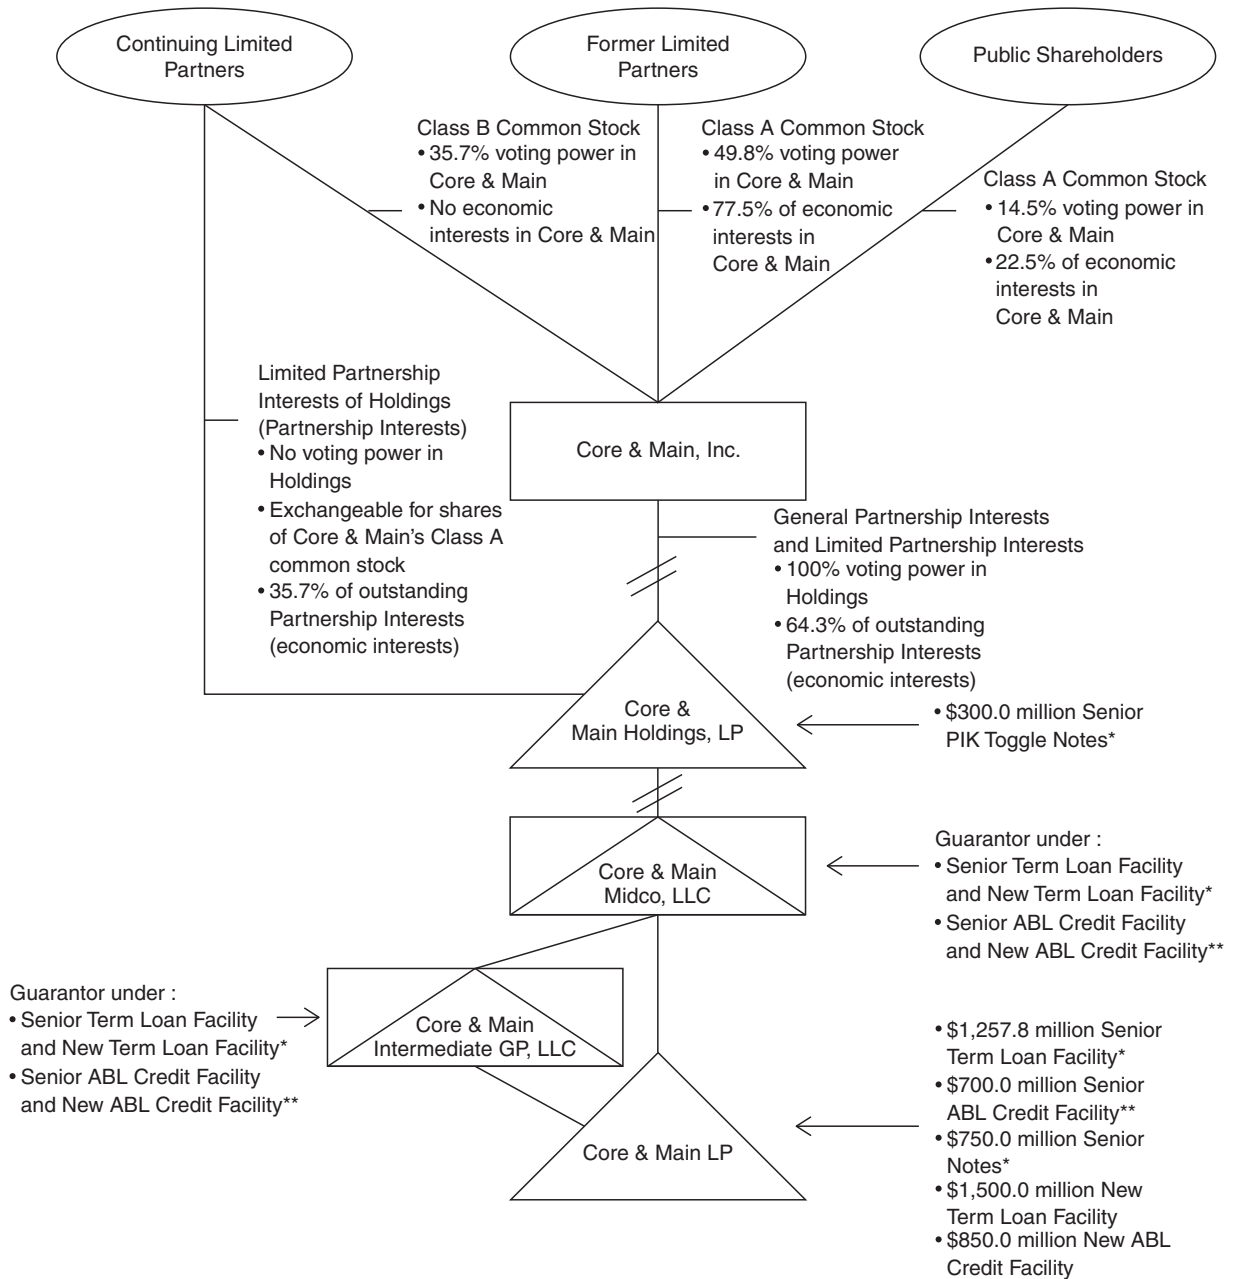 Continuing Limited
Partners
Former Limited
Partners
Public Shareholders
Class B Common Stock
• 35.7% voting power in
Core & Main
• No economic
interests in Core & Main
Class A Common Stock
• 49.8% voting power
in Core & Main
• 77.5% of economic
interests in
Core & Main
Class A Common Stock
• 14.5% voting power in
Core & Main
• 22.5% of economic
interests in
Core & Main
Limited Partnership
Interests of Holdings
(Partnership Interests)
• No voting power in
Holdings
• Exchangeable for shares
of Core & Main’s Class A
common stock
• 35.7% of outstanding
Partnership Interests
(economic interests)
Core & Main, Inc.
General Partnership Interests
and Limited Partnership Interests
• 100% voting power in
Holdings
• 64.3% of outstanding
Partnership Interests
(economic interests)
Core &
Main Holdings, LP
• $300.0 million Senior
PIK Toggle Notes*
Core & Main
Midco, LLC
Guarantor under :
• Senior Term Loan Facility
and New Term Loan Facility*
• Senior ABL Credit Facility
and New ABL Credit Facility**
Guarantor under :
• Senior Term Loan Facility
and New Term Loan Facility*
• Senior ABL Credit Facility
and New ABL Credit Facility**
Core & Main
Intermediate GP, LLC
Core & Main LP
• $1,257.8 million Senior
Term Loan Facility*
• $700.0 million Senior
ABL Credit Facility**
• $750.0 million Senior
Notes*
• $1,500.0 million New
Term Loan Facility
• $850.0 million New ABL
Credit Facility